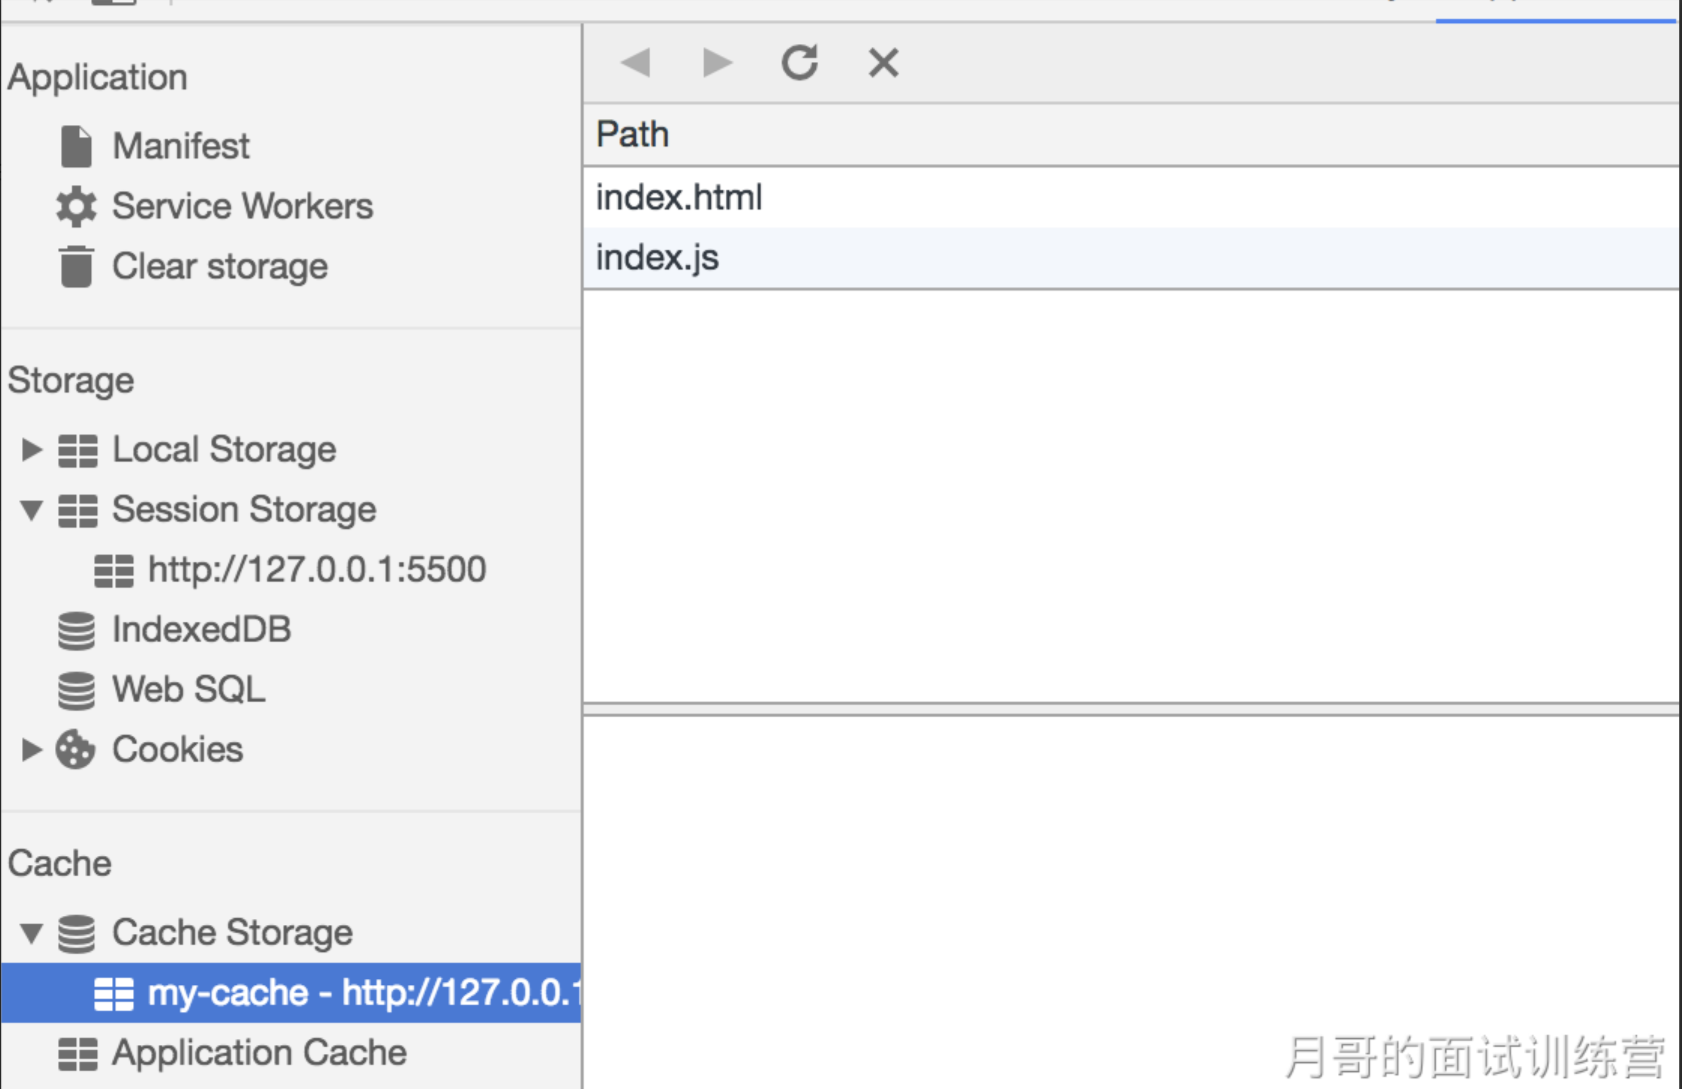 Application
Manifest
Service Workers
Clear storage
Storage
Local Storage
Session Storage
http://127.0.0.1:5500
IndexedDB
Web SQL
Cookies
Cache
Cache Storage
my-cache - http://127.0.0.1
Application Cache
Path
index.html
index.js
月哥的面试训练营